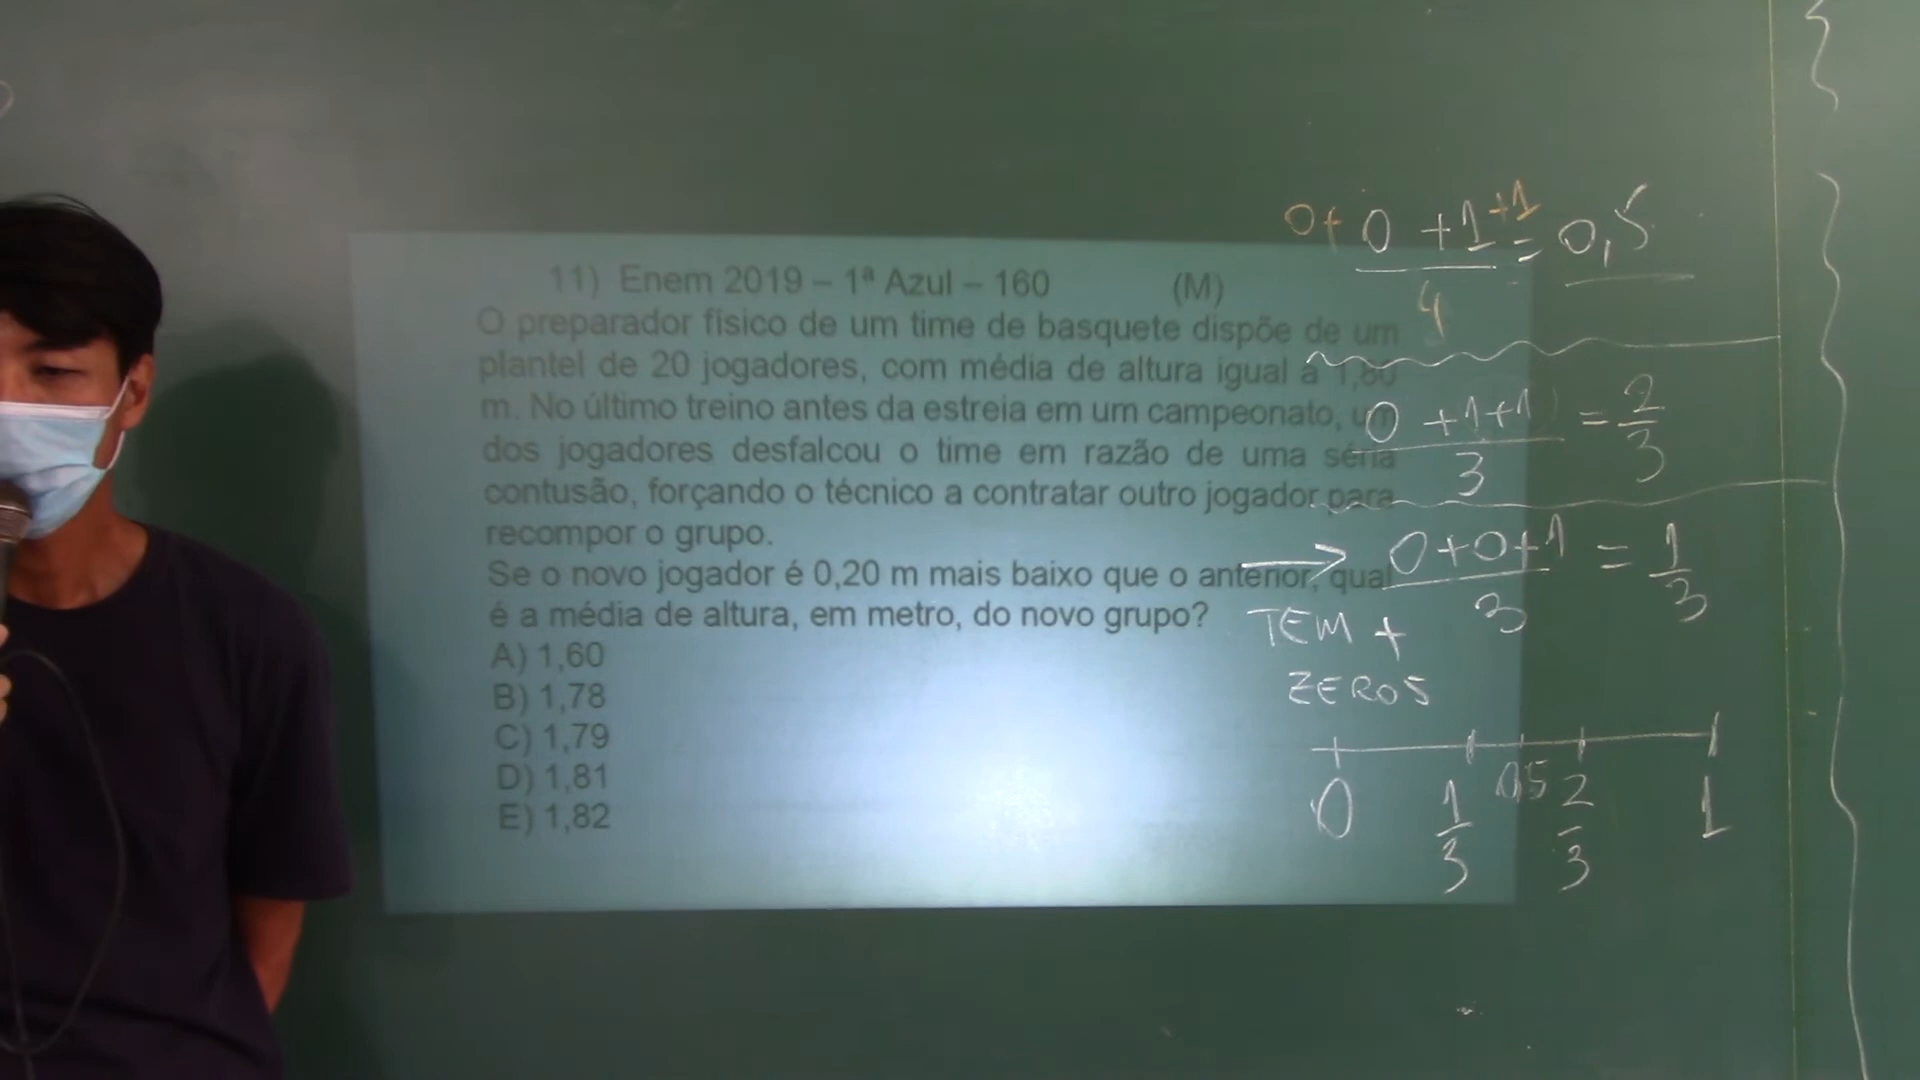 11) Enem 2019 – 1ª Azul – 160 (M)
O preparador físico de um time de basquete dispõe de um
plantel de 20 jogadores, com média de altura igual a 1,80
m. No último treino antes da estreia em um campeonato, um
dos jogadores desfalcou o time em razão de uma séria
contusão, forçando o técnico a contratar outro jogador para
recompor o grupo.
Se o novo jogador é 0,20 m mais baixo que o anterior, qual
é a média de altura, em metro, do novo grupo?
A) 1,60
B) 1,78
C) 1,79
D) 1,81
E) 1,82
0+ 0 +1 +1 = 0,5
4
0 +1+1 = 2
3 3
→ 0+0+1 = 1
3 3
TEM +
ZEROS
0 1/3 0,5 2/3 1